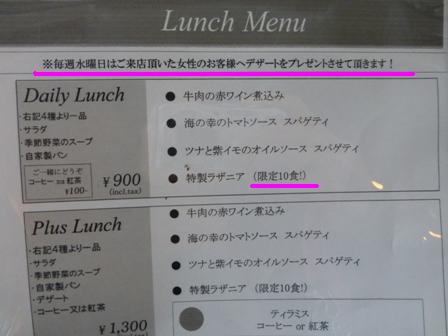 Lunch Menu
※毎週水曜日はご来店頂いた女性のお客様へデザートをプレゼントさせて頂きます！
Daily Lunch
・右記4種より一品
・サラダ
・季節野菜のスープ
・自家製パン
ご一緒にどうぞ
コーヒー or 紅茶
¥100-
¥900
(incl.tax)
● 牛肉の赤ワイン煮込み
● 海の幸のトマトソース スパゲティ
● ツナと紫イモのオイルソース スパゲティ
● 特製ラザニア (限定10食!)
Plus Lunch
・右記4種より一品
・サラダ
・季節野菜のスープ
・自家製パン
・デザート
・コーヒー又は紅茶
¥1,300
● 牛肉の赤ワイン煮込み
● 海の幸のトマトソース スパゲティ
● ツナと紫イモのオイルソース スパゲティ
● 特製ラザニア (限定10食!)
ティラミス
コーヒー or 紅茶